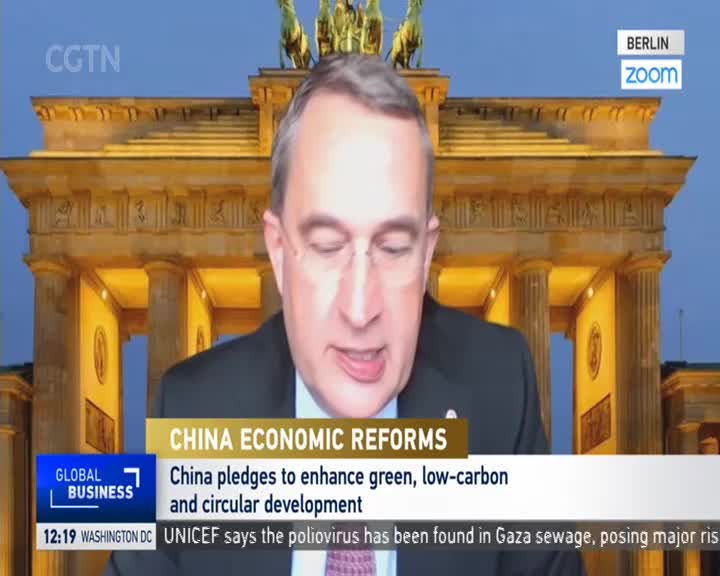 CGTN
BERLIN
zoom
CHINA ECONOMIC REFORMS
GLOBAL
BUSINESS
China pledges to enhance green, low-carbon
and circular development
12:19 WASHINGTON DC
UNICEF says the poliovirus has been found in Gaza sewage, posing major ris